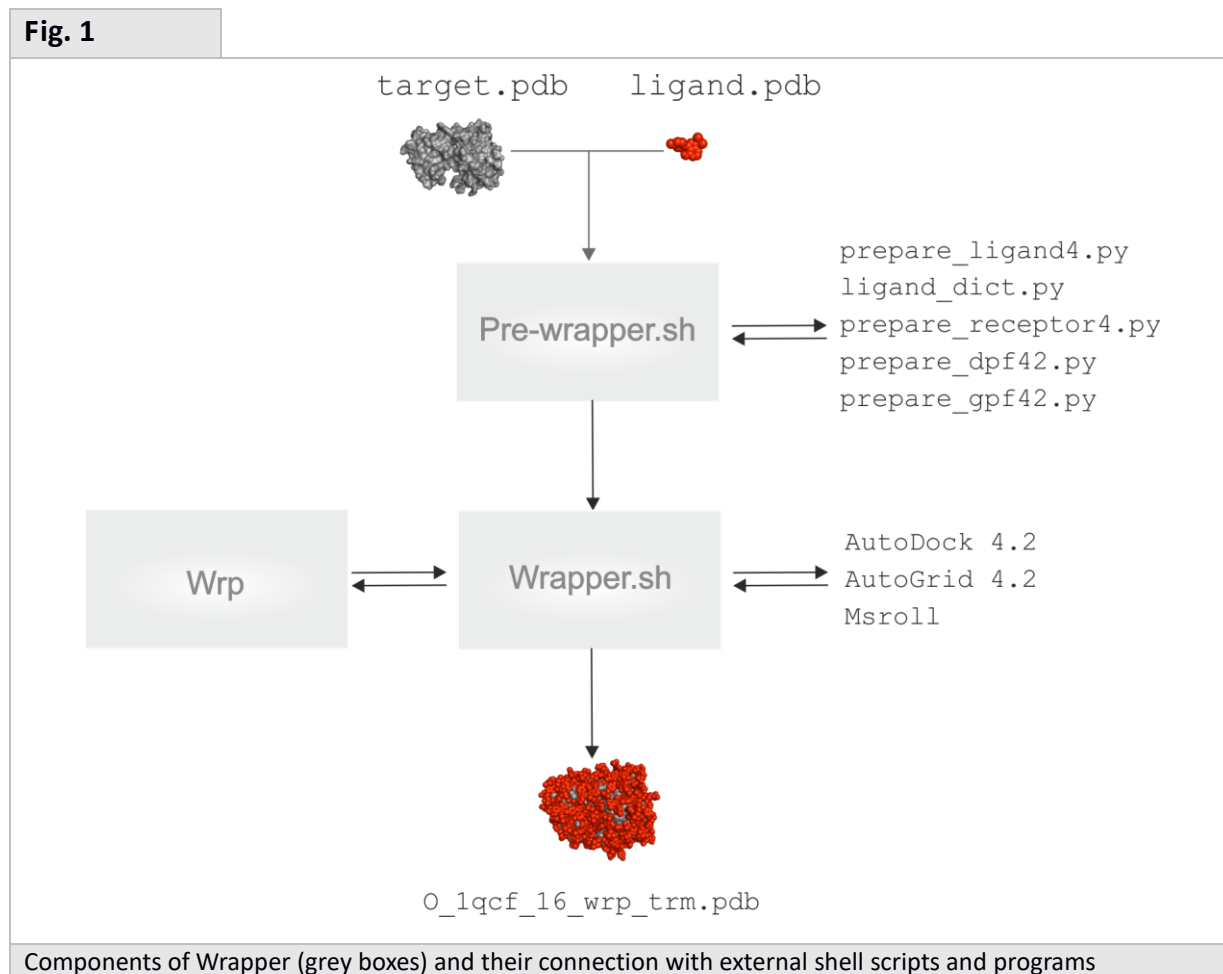 Fig. 1
target.pdb ligand.pdb
prepare_ligand4.py
ligand_dict.py
prepare_receptor4.py
prepare_dpf42.py
prepare_gpf42.py
Pre-wrapper.sh
Wrp
Wrapper.sh
AutoDock 4.2
AutoGrid 4.2
Msroll
O_1qcf_16_wrp_trm.pdb
Components of Wrapper (grey boxes) and their connection with external shell scripts and programs